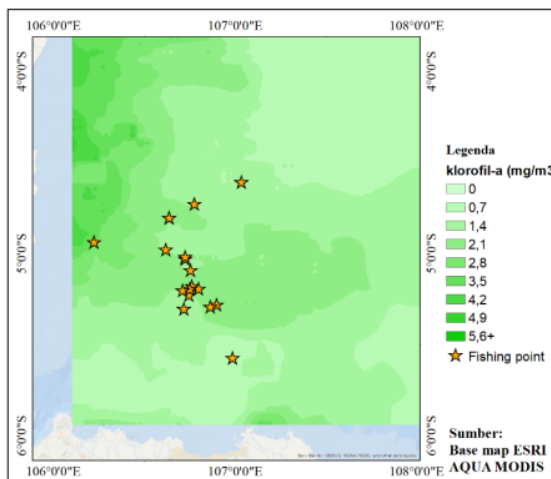 106°0'0"E 107°0'0"E 108°0'0"E
4°0'0"S
4°0'0"S
5°0'0"S
5°0'0"S
6°0'0"S
6°0'0"S
106°0'0"E 107°0'0"E 108°0'0"E
Legenda
klorofil-a (mg/m3
0
0,7
1,4
2,1
2,8
3,5
4,2
4,9
5,6+
Fishing point
Sumber:
Base map ESRI
AQUA MODIS